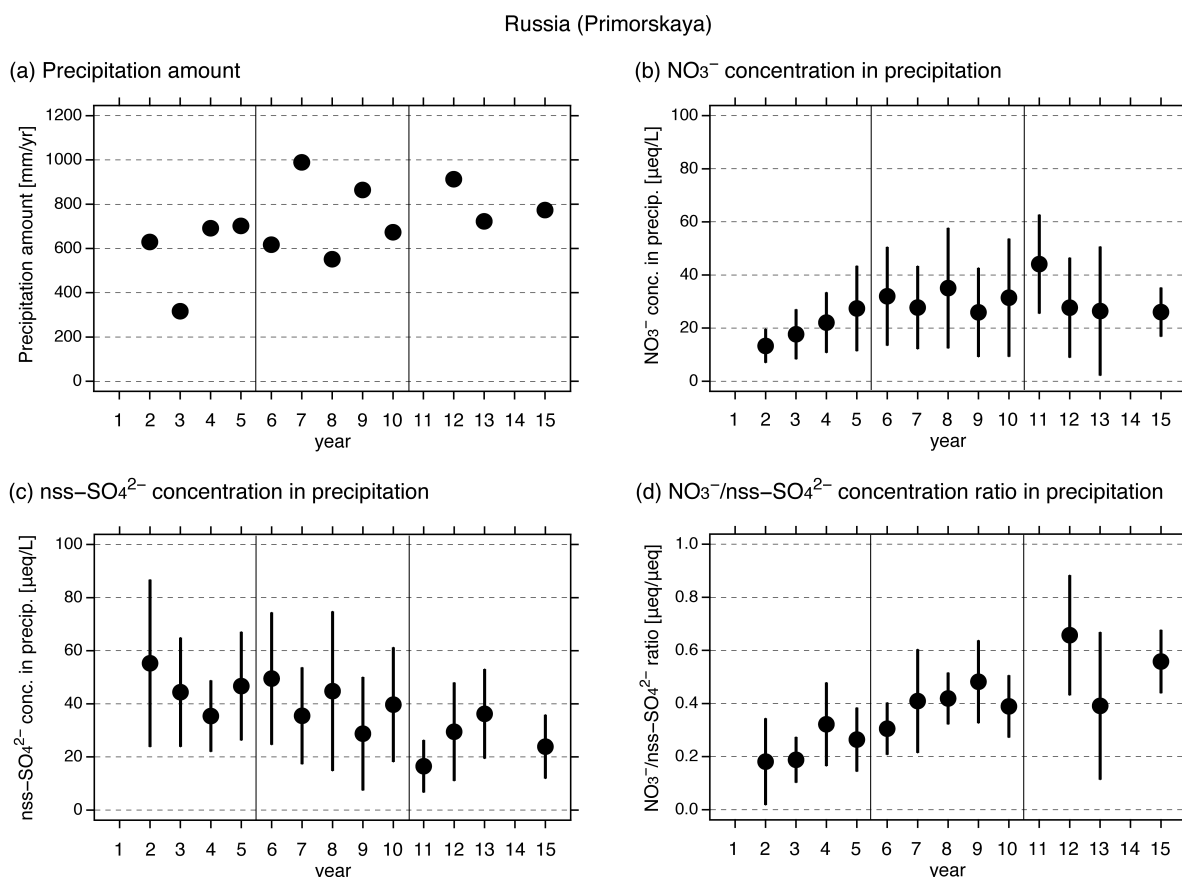 Russia (Primorskaya)
(a) Precipitation amount
Precipitation amount [mm/yr]
1200
1000
800
600
400
200
0
1 2 3 4 5 6 7 8 9 10 11 12 13 14 15
year
(b) NO₃⁻ concentration in precipitation
NO₃⁻ conc. in precip. [µeq/L]
100
80
60
40
20
0
1 2 3 4 5 6 7 8 9 10 11 12 13 14 15
year
(c) nss–SO₄²⁻ concentration in precipitation
nss–SO₄²⁻ conc. in precip. [µeq/L]
100
80
60
40
20
0
1 2 3 4 5 6 7 8 9 10 11 12 13 14 15
year
(d) NO₃⁻/nss–SO₄²⁻ concentration ratio in precipitation
NO₃⁻/nss–SO₄²⁻ ratio [µeq/µeq]
1.0
0.8
0.6
0.4
0.2
0.0
1 2 3 4 5 6 7 8 9 10 11 12 13 14 15
year